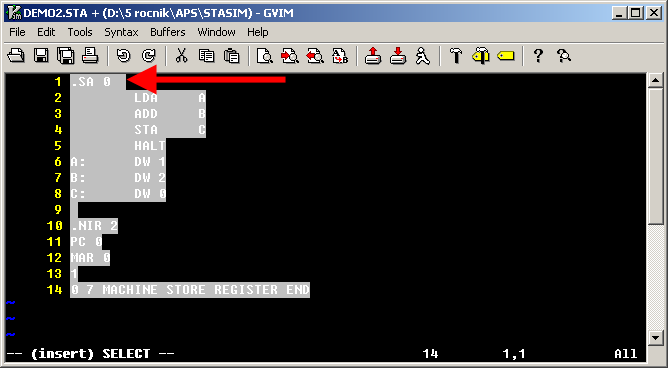 DEMO2.STA + (D:\5 rocnik\APS\STASIM) - GVIM
File Edit Tools Syntax Buffers Window Help
1 .SA 0
2 LDA A
3 ADD B
4 STA C
5 HALT
6 A: DW 1
7 B: DW 2
8 C: DW 0
9
10 .NIR 2
11 PC 0
12 MAR 0
13 1
14 0 7 MACHINE STORE REGISTER END
~
~
~
-- (insert) SELECT -- 14 1,1 All